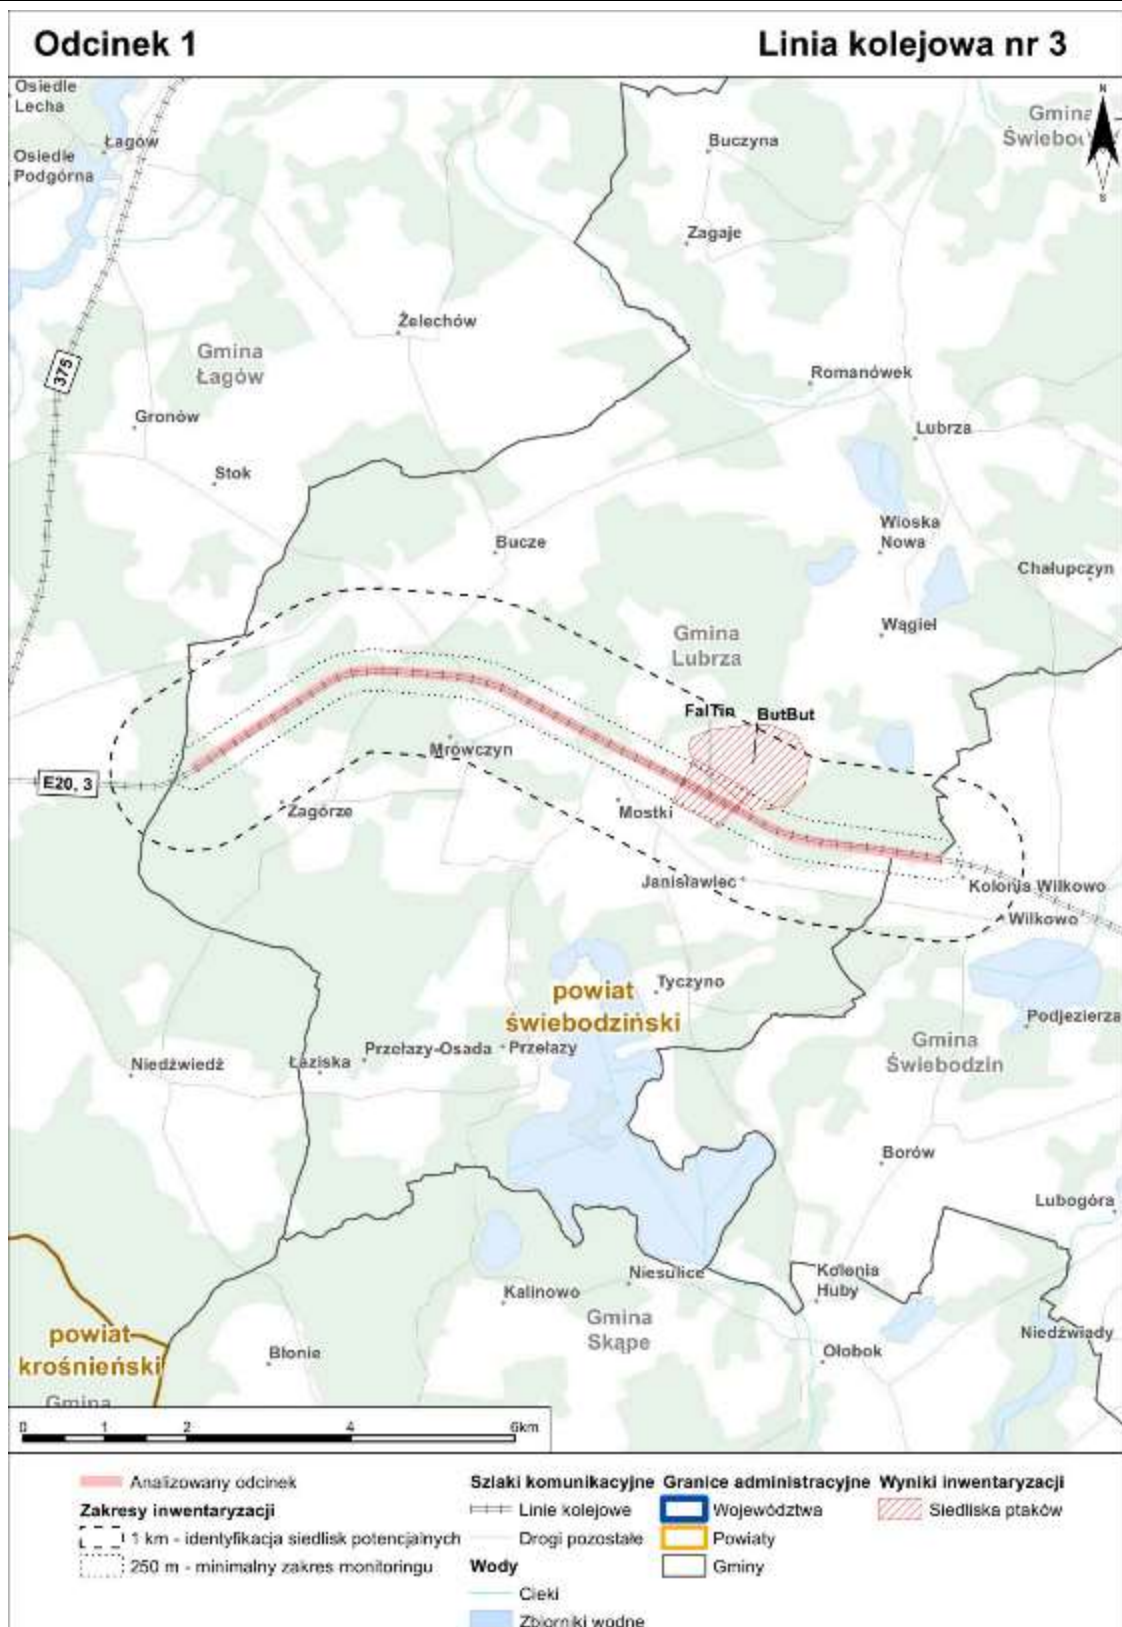 Odcinek 1
Linia kolejowa nr 3
Osiedle
Lecha
Łagów
Osiedle
Podgórna
Buczyna
Gmina
N
S
Zagaje
Żelechów
Gmina
Łagów
375
Romanówek
Gronów
Lubrza
Stok
Wioska
Nowa
Bucze
Chałupczyn
Wągiel
Gmina
Lubrza
FalTin
ButBut
Mrówczyn
E20, 3
Zagórze
Mostki
Janisławiec
Kolonia Wilkowo
Wilkowo
Tyczyno
powiat
świebodziński
Podjezierza
Gmina
Świebodzin
Niedźwiedź
Łaziska
Przełazy-Osada
Przełazy
Borów
Lubogóra
Niesulice
Kolonia
Huby
Kalinowo
Gmina
Skąpe
Niedźwiady
powiat
krośnieński
Błonie
Ołobok
Gmina
0 1 2 4 6km
Analizowany odcinek
Zakresy inwentaryzacji
1 km - identyfikacja siedlisk potencjalnych
250 m - minimalny zakres monitoringu
Szlaki komunikacyjne
Linie kolejowe
Drogi pozostałe
Wody
Cieki
Zbiorniki wodne
Granice administracyjne
Województwa
Powiaty
Gminy
Wyniki inwentaryzacji
Siedliska ptaków